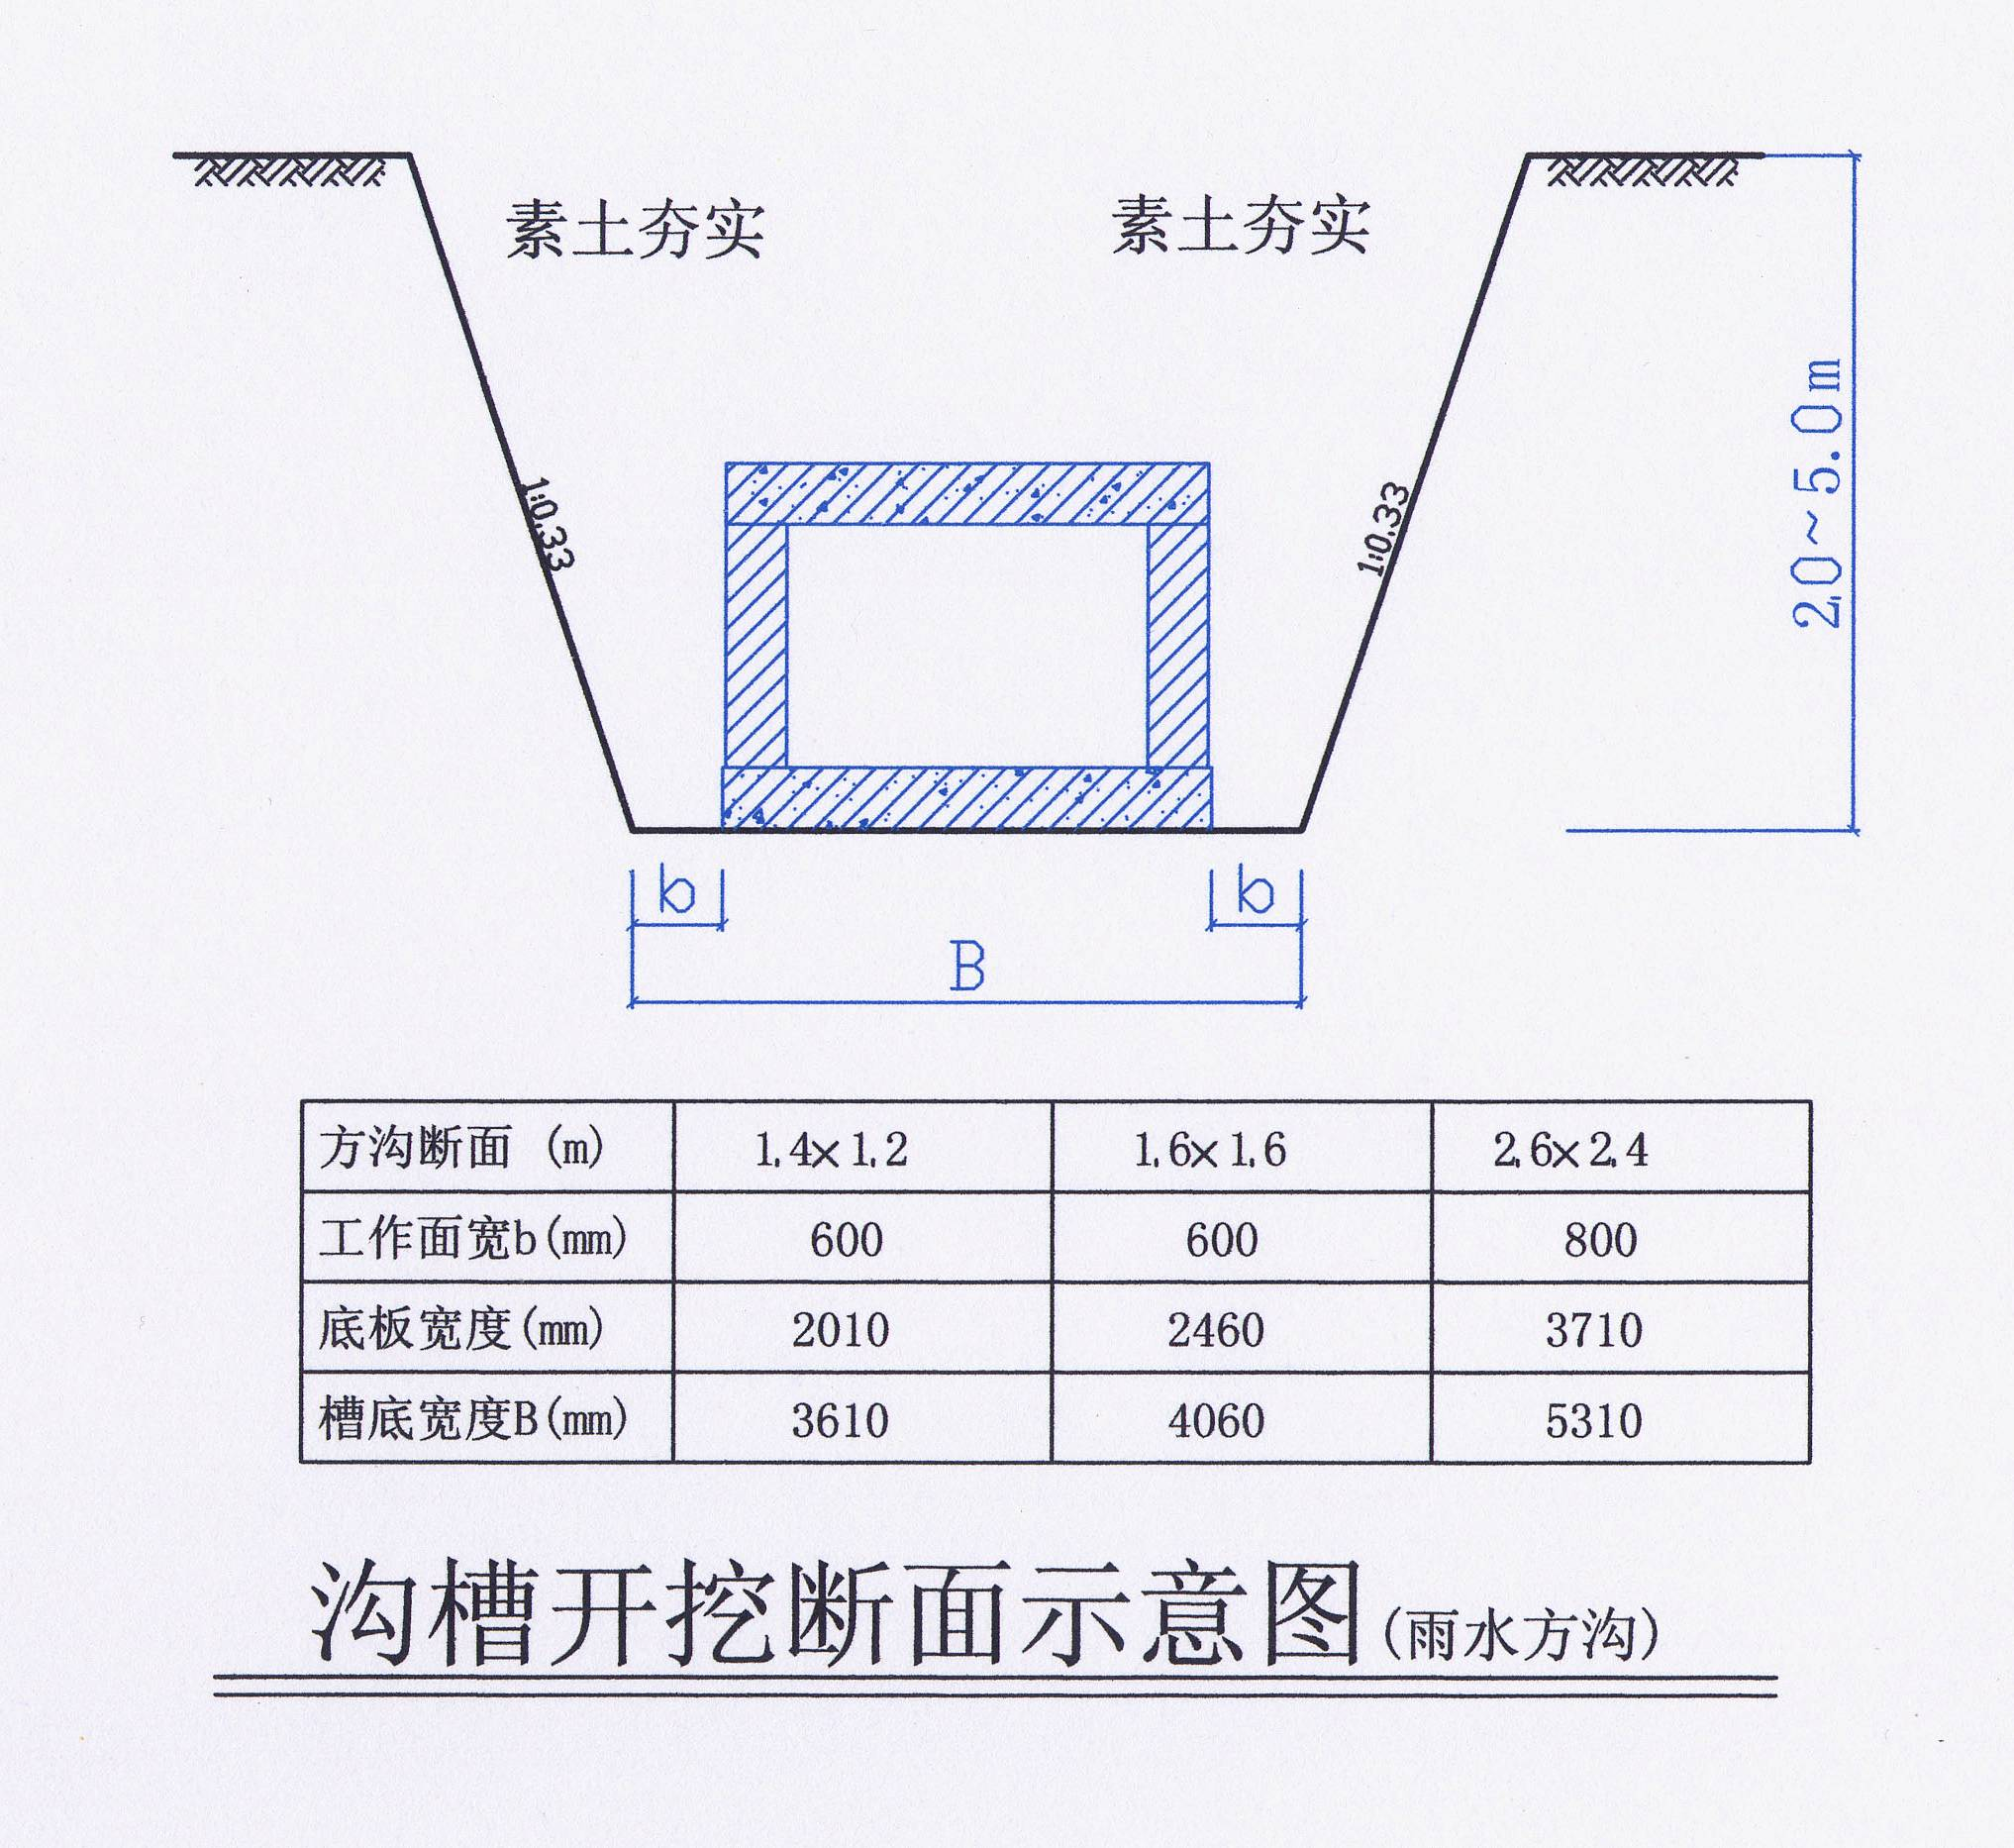 素土夯实
素土夯实
1:0.33
1:0.33
2.0~5.0m
b
b
B
方沟断面 (m) 1.4×1.2 1.6×1.6 2.6×2.4
工作面宽b(mm) 600 600 800
底板宽度(mm) 2010 2460 3710
槽底宽度B(mm) 3610 4060 5310
沟槽开挖断面示意图(雨水方沟)